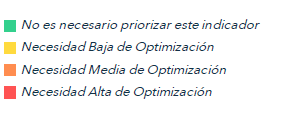 No es necesario priorizar este indicador
Necesidad Baja de Optimización
Necesidad Media de Optimización
Necesidad Alta de Optimización